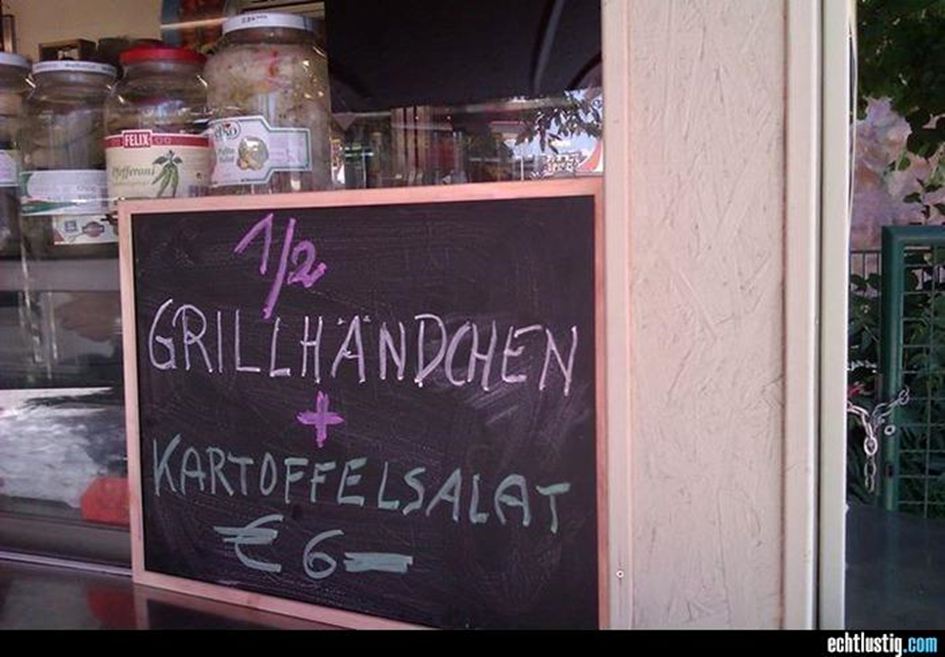 FELIX
Pfefferoni
1/2
GRILLHÄNDCHEN
+
KARTOFFELSALAT
€ 6=
echtlustig.com